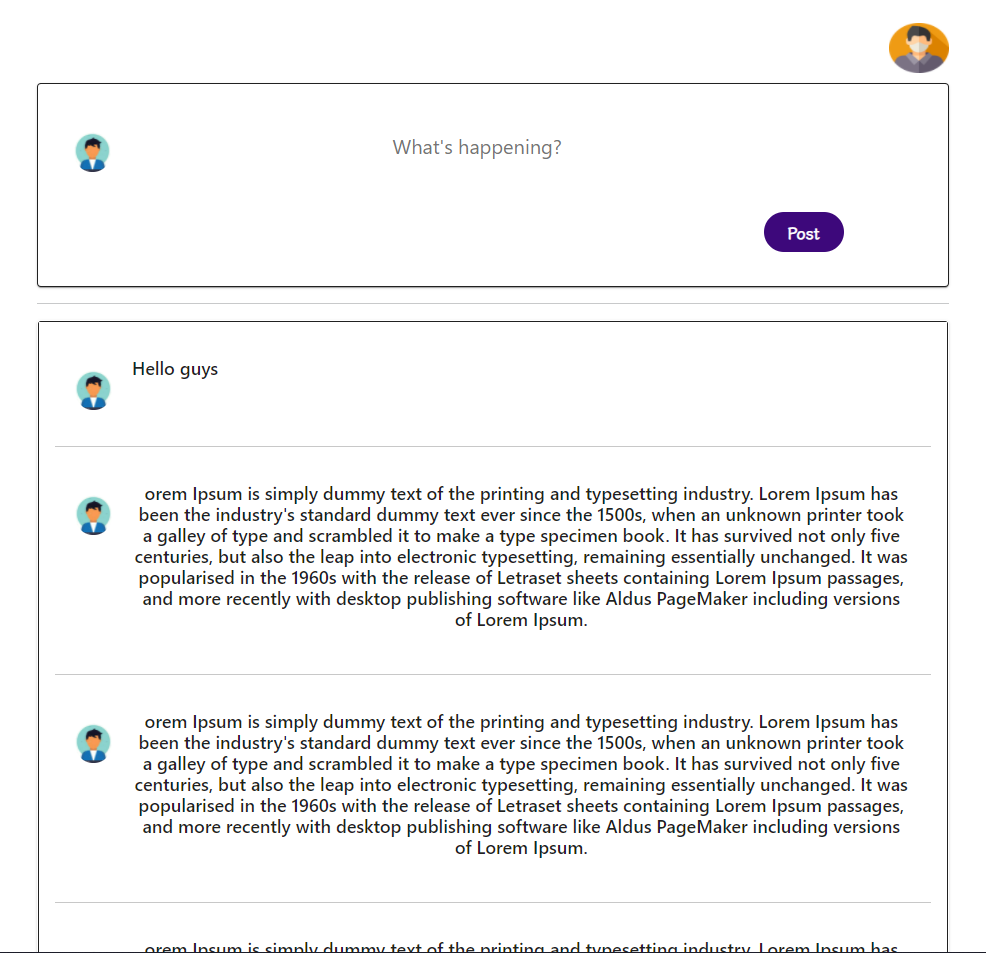 What's happening?
Post
Hello guys
orem Ipsum is simply dummy text of the printing and typesetting industry. Lorem Ipsum has
been the industry's standard dummy text ever since the 1500s, when an unknown printer took
a galley of type and scrambled it to make a type specimen book. It has survived not only five
centuries, but also the leap into electronic typesetting, remaining essentially unchanged. It was
popularised in the 1960s with the release of Letraset sheets containing Lorem Ipsum passages,
and more recently with desktop publishing software like Aldus PageMaker including versions
of Lorem Ipsum.
orem Ipsum is simply dummy text of the printing and typesetting industry. Lorem Ipsum has
been the industry's standard dummy text ever since the 1500s, when an unknown printer took
a galley of type and scrambled it to make a type specimen book. It has survived not only five
centuries, but also the leap into electronic typesetting, remaining essentially unchanged. It was
popularised in the 1960s with the release of Letraset sheets containing Lorem Ipsum passages,
and more recently with desktop publishing software like Aldus PageMaker including versions
of Lorem Ipsum.
orem Ipsum is simply dummy text of the printing and typesetting industry. Lorem Ipsum has